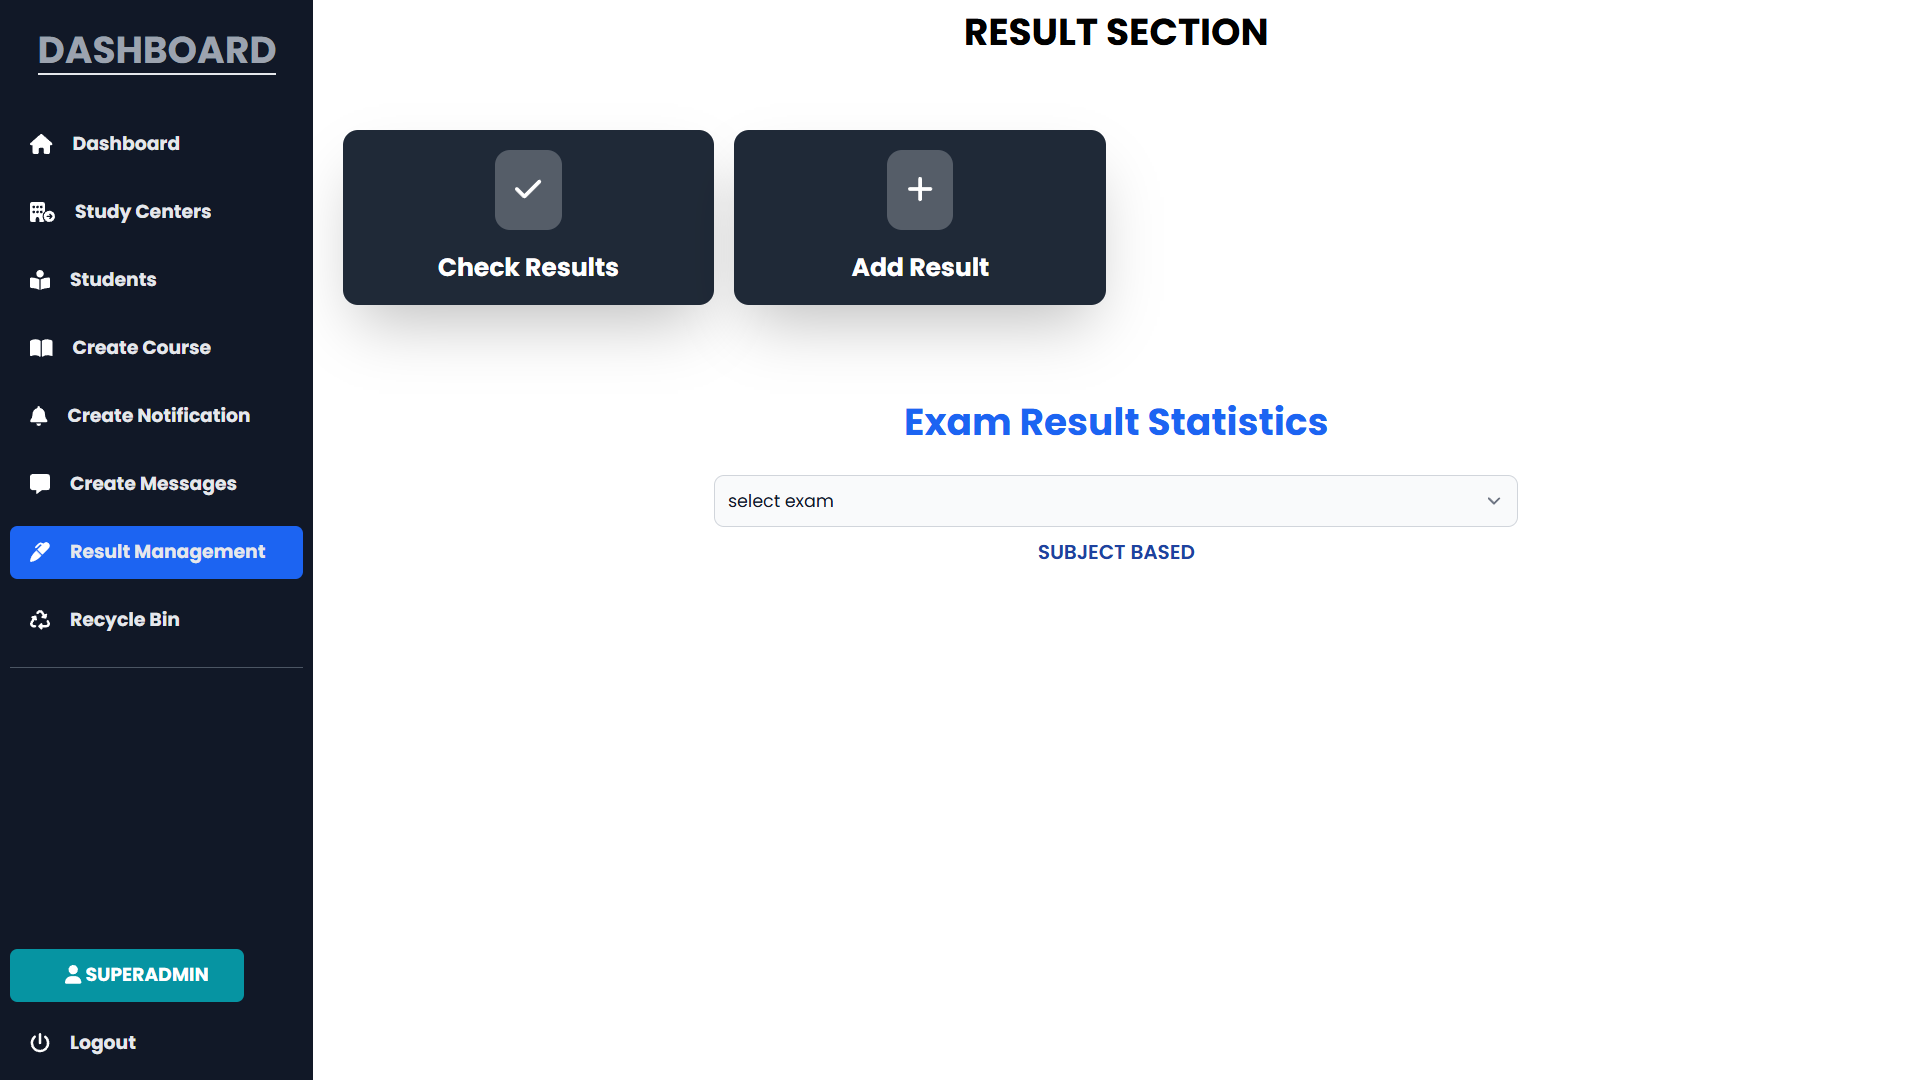 DASHBOARD
Dashboard
Study Centers
Students
Create Course
Create Notification
Create Messages
Result Management
Recycle Bin
SUPERADMIN
Logout
RESULT SECTION
Check Results
Add Result
Exam Result Statistics
select exam
SUBJECT BASED